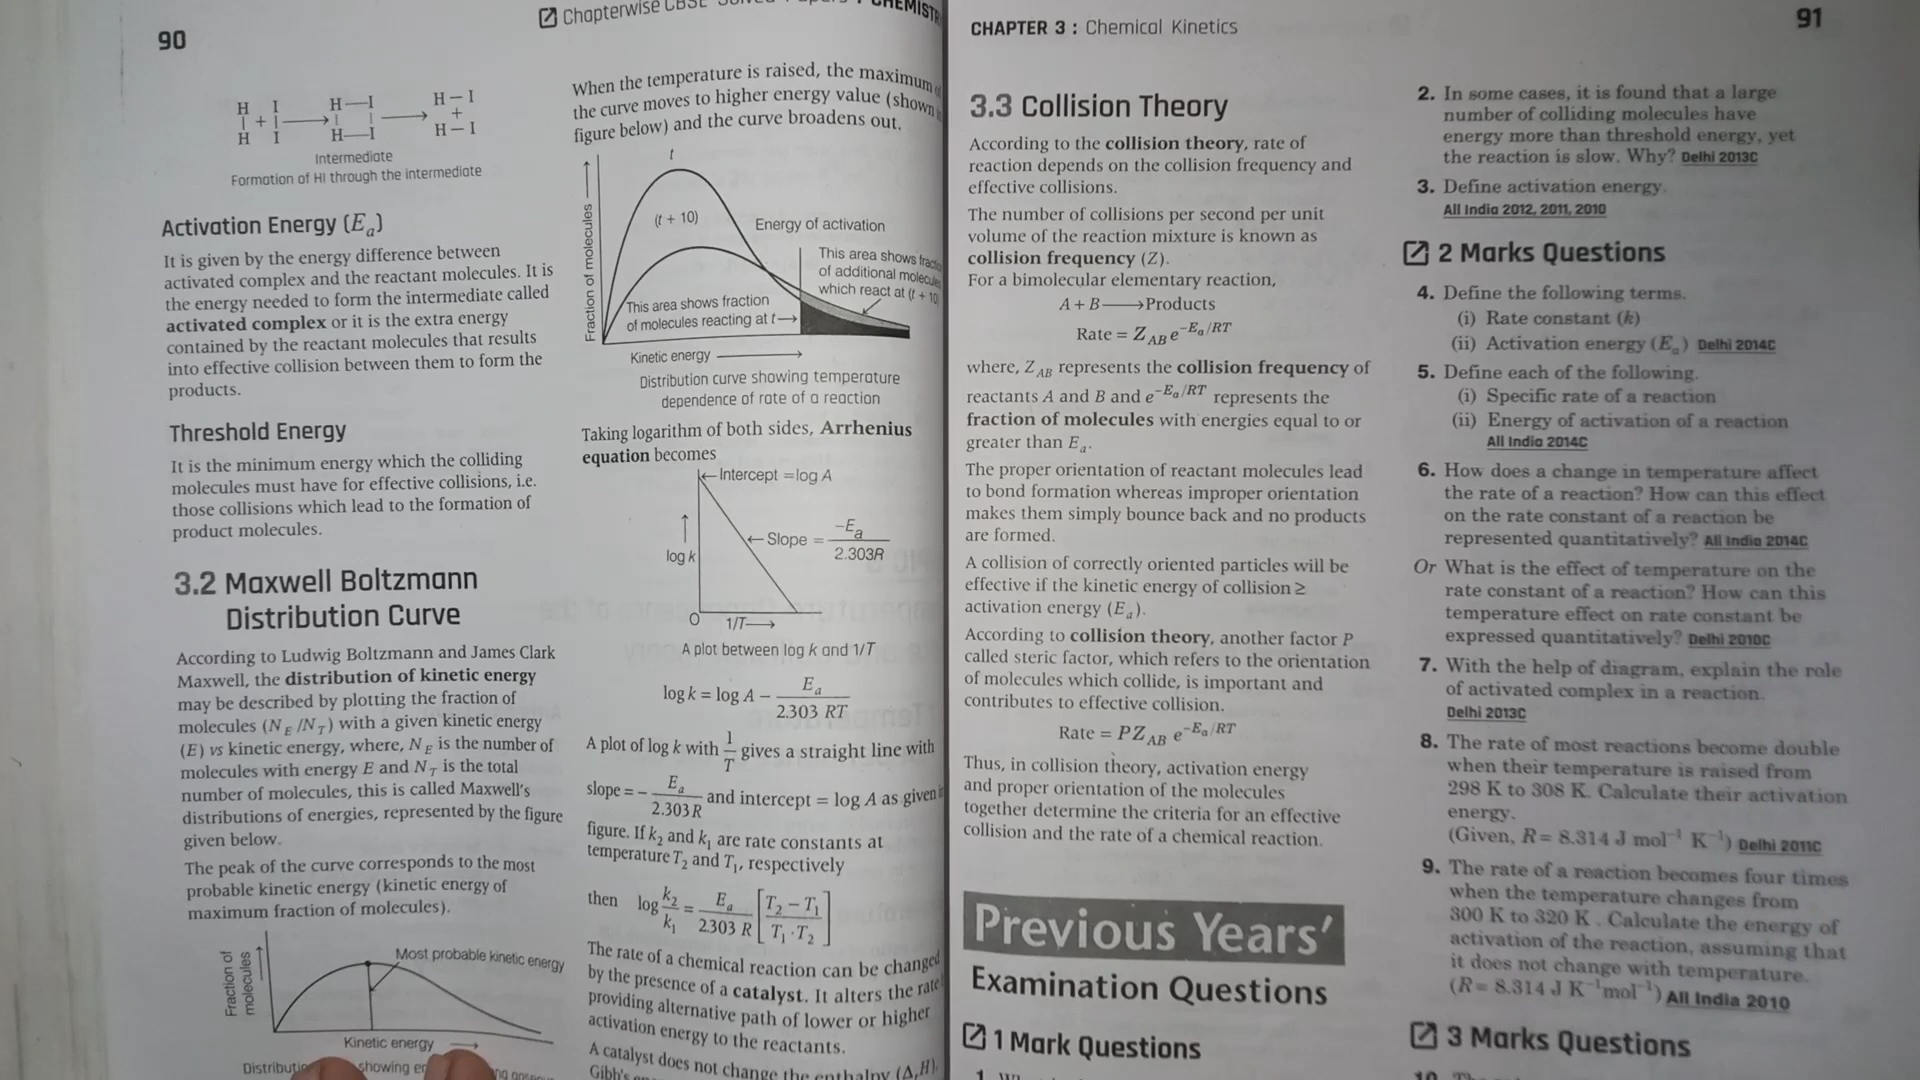 90
Chapterwise CBSE
H I H—I H–I
| + | ⟶ | | ⟶ +
H I H—I H–I
Intermediate
Formation of HI through the intermediate
Activation Energy (Eₐ)
It is given by the energy difference between
activated complex and the reactant molecules. It is
the energy needed to form the intermediate called
activated complex or it is the extra energy
contained by the reactant molecules that results
into effective collision between them to form the
products.
Threshold Energy
It is the minimum energy which the colliding
molecules must have for effective collisions, i.e.
those collisions which lead to the formation of
product molecules.
3.2 Maxwell Boltzmann
Distribution Curve
According to Ludwig Boltzmann and James Clark
Maxwell, the distribution of kinetic energy
may be described by plotting the fraction of
molecules (N_E/N_T) with a given kinetic energy
(E) vs kinetic energy, where, N_E is the number of
molecules with energy E and N_T is the total
number of molecules, this is called Maxwell's
distributions of energies, represented by the figure
given below.
The peak of the curve corresponds to the most
probable kinetic energy (kinetic energy of
maximum fraction of molecules).
Fraction of
molecules
Most probable kinetic energy
Kinetic energy ⟶
showing
When the temperature is raised, the maximum
the curve moves to higher energy value (shown
figure below) and the curve broadens out.
Fraction of molecules ⟶
t
(t + 10)
Energy of activation
This area shows
of additional
which react at (t + 10
This area shows fraction
of molecules reacting at t→
Kinetic energy ⟶
Distribution curve showing temperature
dependence of rate of a reaction
Taking logarithm of both sides, Arrhenius
equation becomes
←Intercept = log A
↑
log k
←Slope = –Eₐ / 2.303R
O
1/T⟶
A plot between log k and 1/T
log k = log A – Eₐ / 2.303 RT
A plot of log k with 1/T gives a straight line with
slope = – Eₐ / 2.303 R and intercept = log A as given
figure. If k₂ and k₁ are rate constants at
temperature T₂ and T₁, respectively
then log k₂/k₁ = Eₐ / 2.303 R [T₂ – T₁ / T₁ · T₂]
The rate of a chemical reaction can be changed
by the presence of a catalyst. It alters the rate
providing alternative path of lower or higher
activation energy to the reactants.
A catalyst does not change the enthalpy (ΔᵣH),
Gibb's
CHAPTER 3 : Chemical Kinetics
91
3.3 Collision Theory
According to the collision theory, rate of
reaction depends on the collision frequency and
effective collisions.
The number of collisions per second per unit
volume of the reaction mixture is known as
collision frequency (Z).
For a bimolecular elementary reaction,
A + B ⟶ Products
Rate = Z_AB e^(–Eₐ/RT)
where, Z_AB represents the collision frequency of
reactants A and B and e^(–Eₐ/RT) represents the
fraction of molecules with energies equal to or
greater than Eₐ.
The proper orientation of reactant molecules lead
to bond formation whereas improper orientation
makes them simply bounce back and no products
are formed.
A collision of correctly oriented particles will be
effective if the kinetic energy of collision ≥
activation energy (Eₐ).
According to collision theory, another factor P
called steric factor, which refers to the orientation
of molecules which collide, is important and
contributes to effective collision.
Rate = PZ_AB e^(–Eₐ/RT)
Thus, in collision theory, activation energy
and proper orientation of the molecules
together determine the criteria for an effective
collision and the rate of a chemical reaction.
Previous Years'
Examination Questions
1 Mark Questions
2. In some cases, it is found that a large
number of colliding molecules have
energy more than threshold energy, yet
the reaction is slow. Why? Delhi 2013C
3. Define activation energy.
All India 2012, 2011, 2010
2 Marks Questions
4. Define the following terms.
(i) Rate constant (k)
(ii) Activation energy (Eₐ) Delhi 2014C
5. Define each of the following.
(i) Specific rate of a reaction
(ii) Energy of activation of a reaction
All India 2014C
6. How does a change in temperature affect
the rate of a reaction? How can this effect
on the rate constant of a reaction be
represented quantitatively? All India 2014C
Or What is the effect of temperature on the
rate constant of a reaction? How can this
temperature effect on rate constant be
expressed quantitatively? Delhi 2010C
7. With the help of diagram, explain the role
of activated complex in a reaction.
Delhi 2013C
8. The rate of most reactions become double
when their temperature is raised from
298 K to 308 K. Calculate their activation
energy.
(Given, R = 8.314 J mol⁻¹ K⁻¹) Delhi 2011C
9. The rate of a reaction becomes four times
when the temperature changes from
300 K to 320 K . Calculate the energy of
activation of the reaction, assuming that
it does not change with temperature.
(R = 8.314 J K⁻¹mol⁻¹) All India 2010
3 Marks Questions